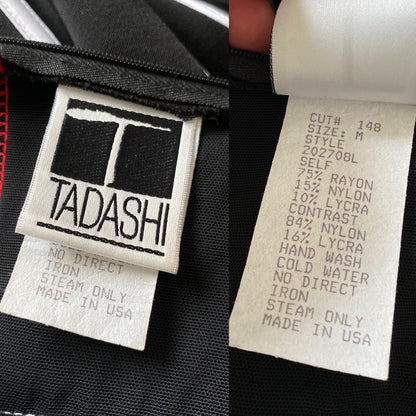 TADASHI
NO DIRECT
IRON
STEAM ONLY
MADE IN USA
CUT# 148
SIZE: M
STYLE
202708L
SELF
75% RAYON
15% NYLON
10% LYCRA
CONTRAST
84% NYLON
16% LYCRA
HAND WASH
COLD WATER
NO DIRECT
IRON
STEAM ONLY
MADE IN USA